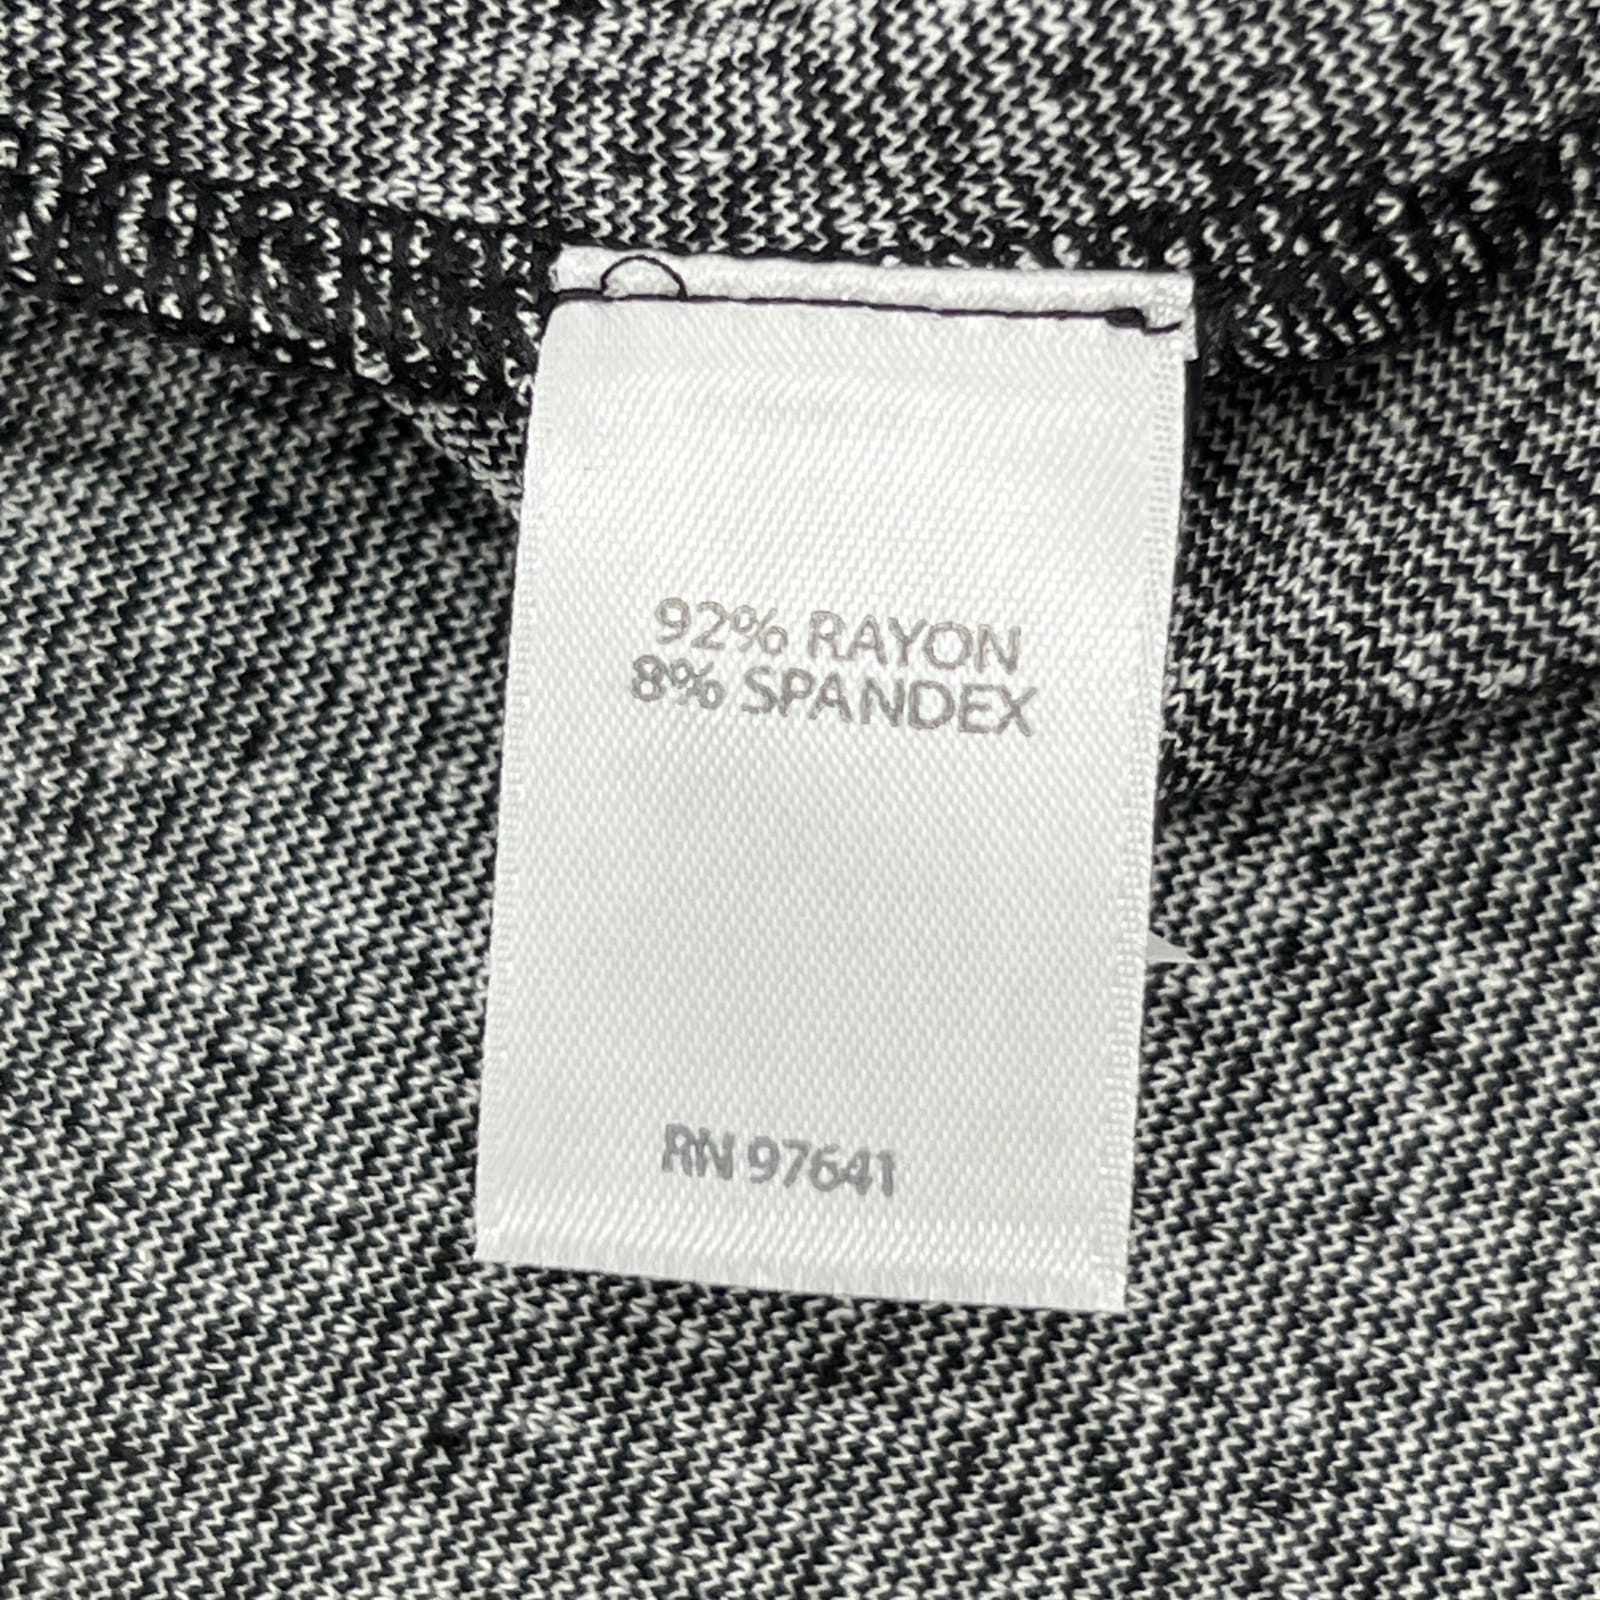 92% RAYON
8% SPANDEX
RN 97641